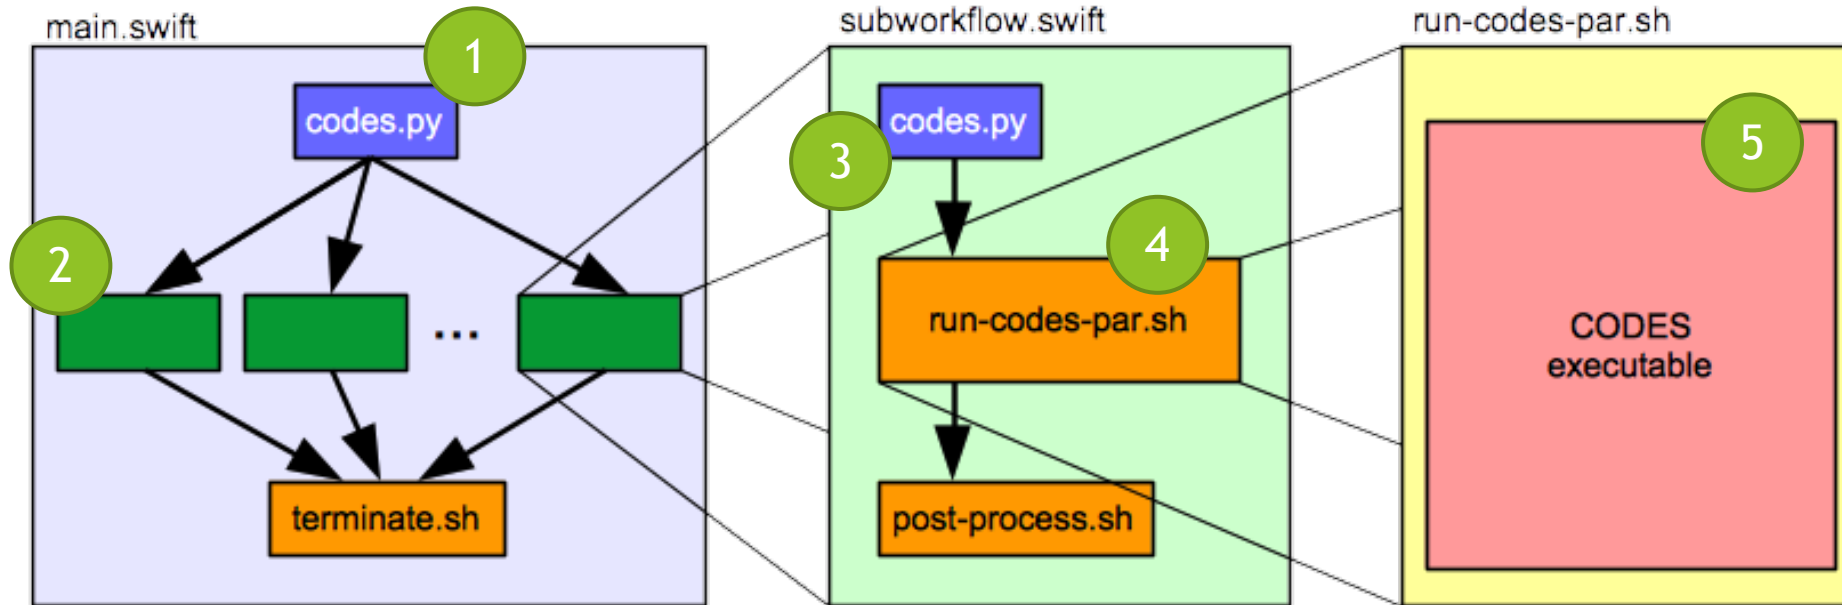 main.swift
1
codes.py
2
...
terminate.sh
subworkflow.swift
3
codes.py
4
run-codes-par.sh
post-process.sh
run-codes-par.sh
5
CODES
executable